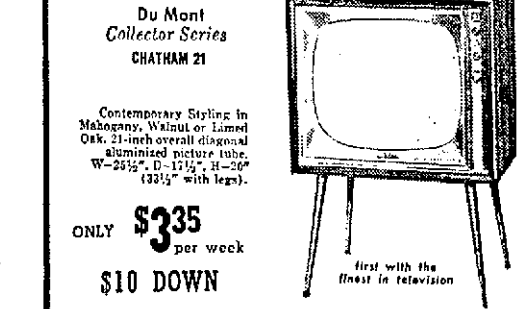 Du Mont
Collector Series
CHATHAM 21
Contemporary Styling in
Mahogany, Walnut or Limed
Oak. 21-inch overall diagonal
aluminized picture tube.
W—25½", D—17½", H—20"
(33½" with legs).
ONLY $3 35
per week
$10 DOWN
first with the
finest in television